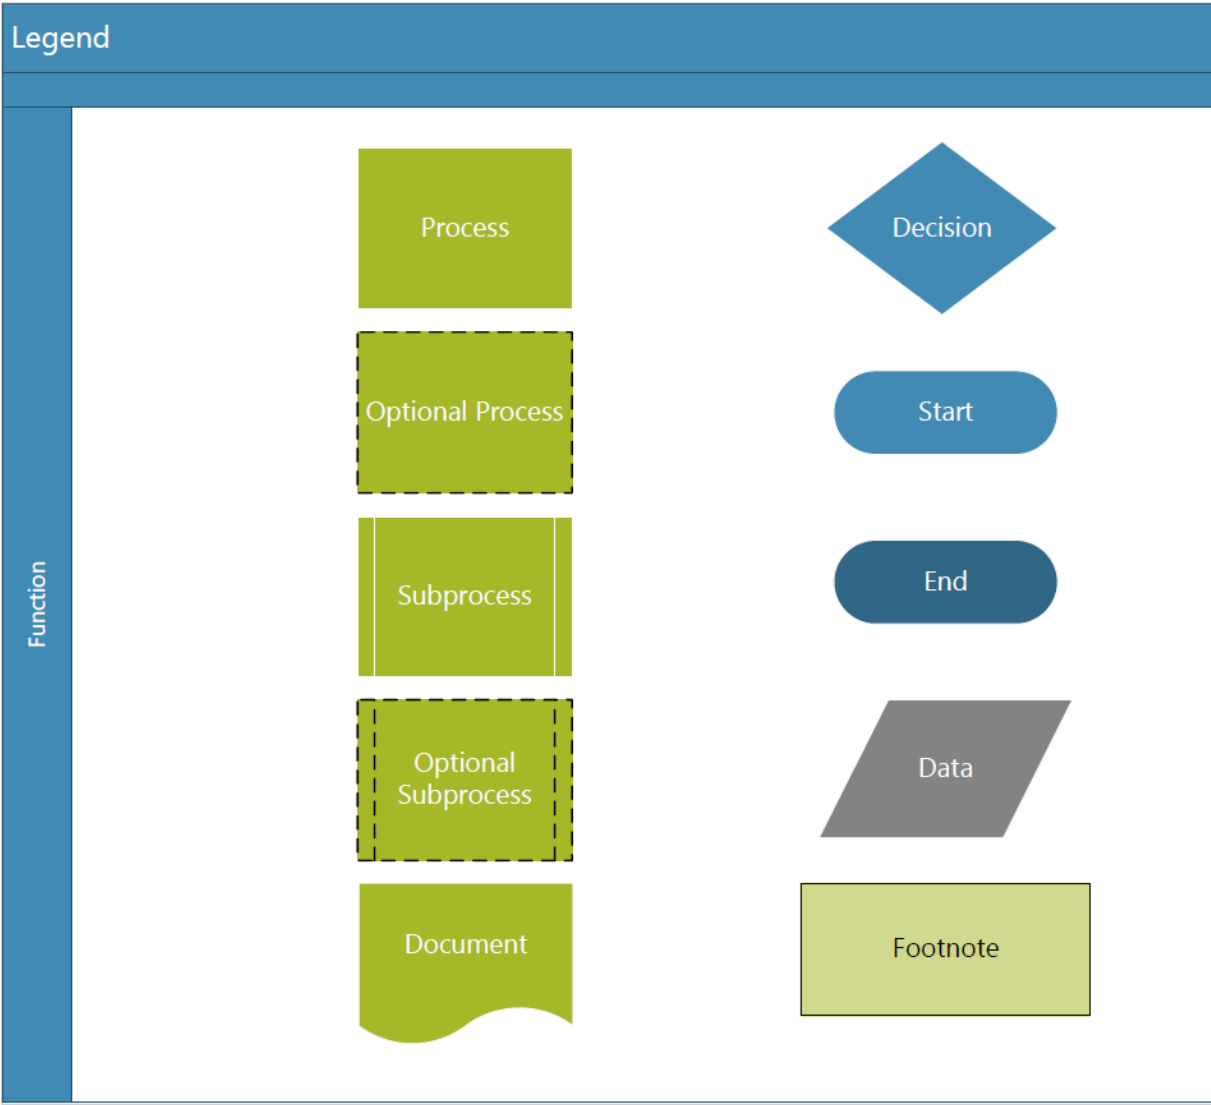 Legend
Function
Process
Decision
Optional Process
Start
Subprocess
End
Optional
Subprocess
Data
Document
Footnote